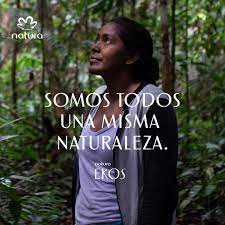 natura
SOMOS TODOS
UNA MISMA
NATURALEZA.
natura
EKOS